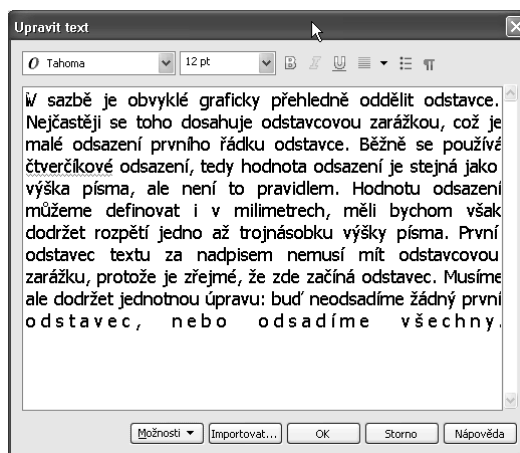 Upravit text
O Tahoma 12 pt B Z U
V sazbě je obvyklé graficky přehledně oddělit odstavce.
Nejčastěji se toho dosahuje odstavcovou zarážkou, což je
malé odsazení prvního řádku odstavce. Běžně se používá
čtverčíkové odsazení, tedy hodnota odsazení je stejná jako
výška písma, ale není to pravidlem. Hodnotu odsazení
můžeme definovat i v milimetrech, měli bychom však
dodržet rozpětí jedno až trojnásobku výšky písma. První
odstavec textu za nadpisem nemusí mít odstavcovou
zarážku, protože je zřejmé, že zde začíná odstavec. Musíme
ale dodržet jednotnou úpravu: buď neodsadíme žádný první
odstavec, nebo odsadíme všechny.
Možnosti Importovat... OK Storno Nápověda